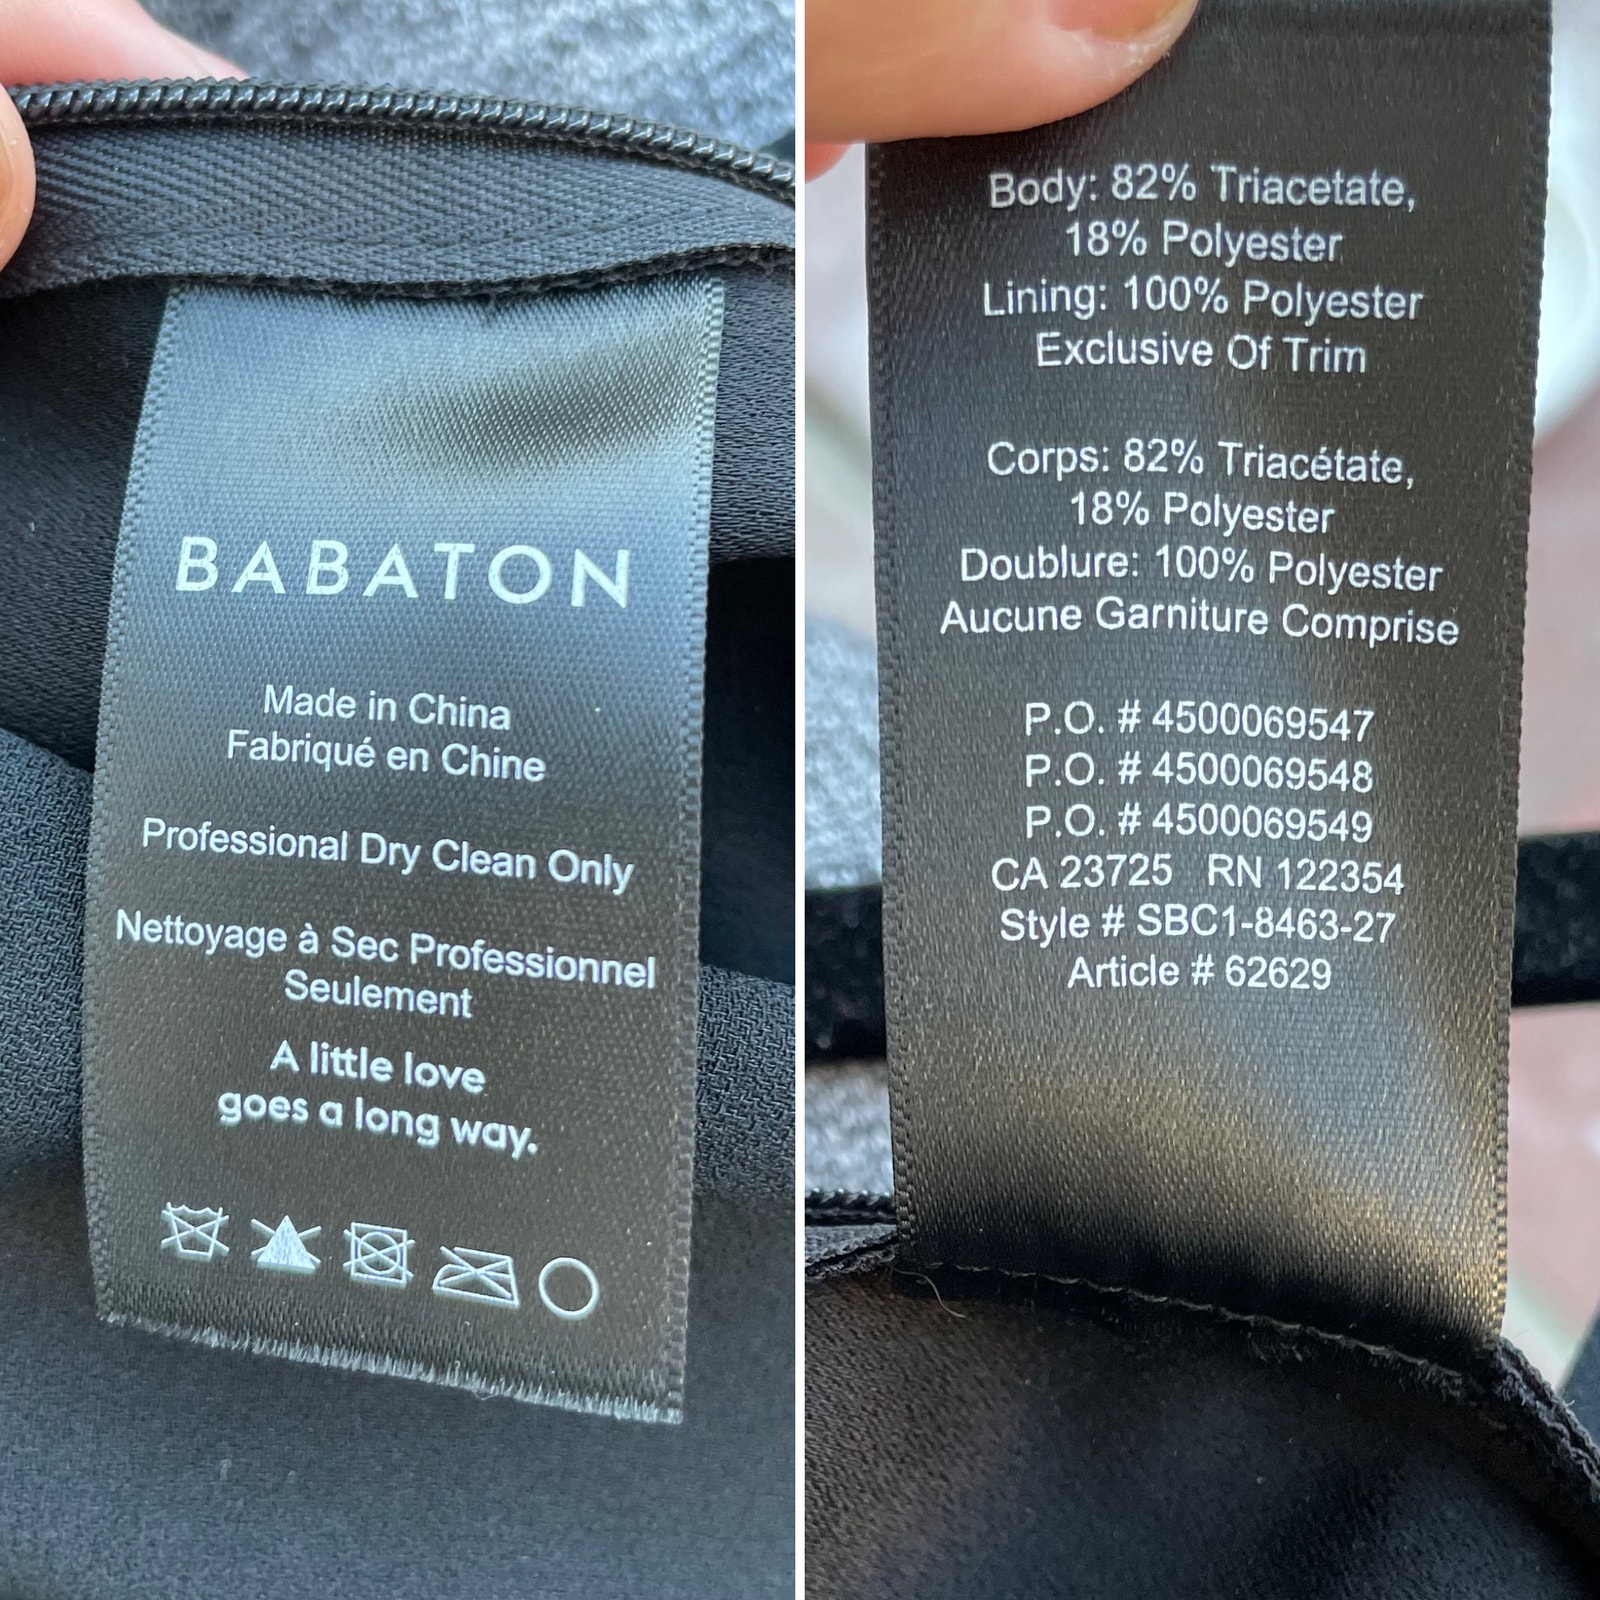 BABATON
Made in China
Fabriqué en Chine
Professional Dry Clean Only
Nettoyage à Sec Professionnel
Seulement
A little love
goes a long way.
Body: 82% Triacetate,
18% Polyester
Lining: 100% Polyester
Exclusive Of Trim
Corps: 82% Triacétate,
18% Polyester
Doublure: 100% Polyester
Aucune Garniture Comprise
P.O. # 4500069547
P.O. # 4500069548
P.O. # 4500069549
CA 23725 RN 122354
Style # SBC1-8463-27
Article # 62629